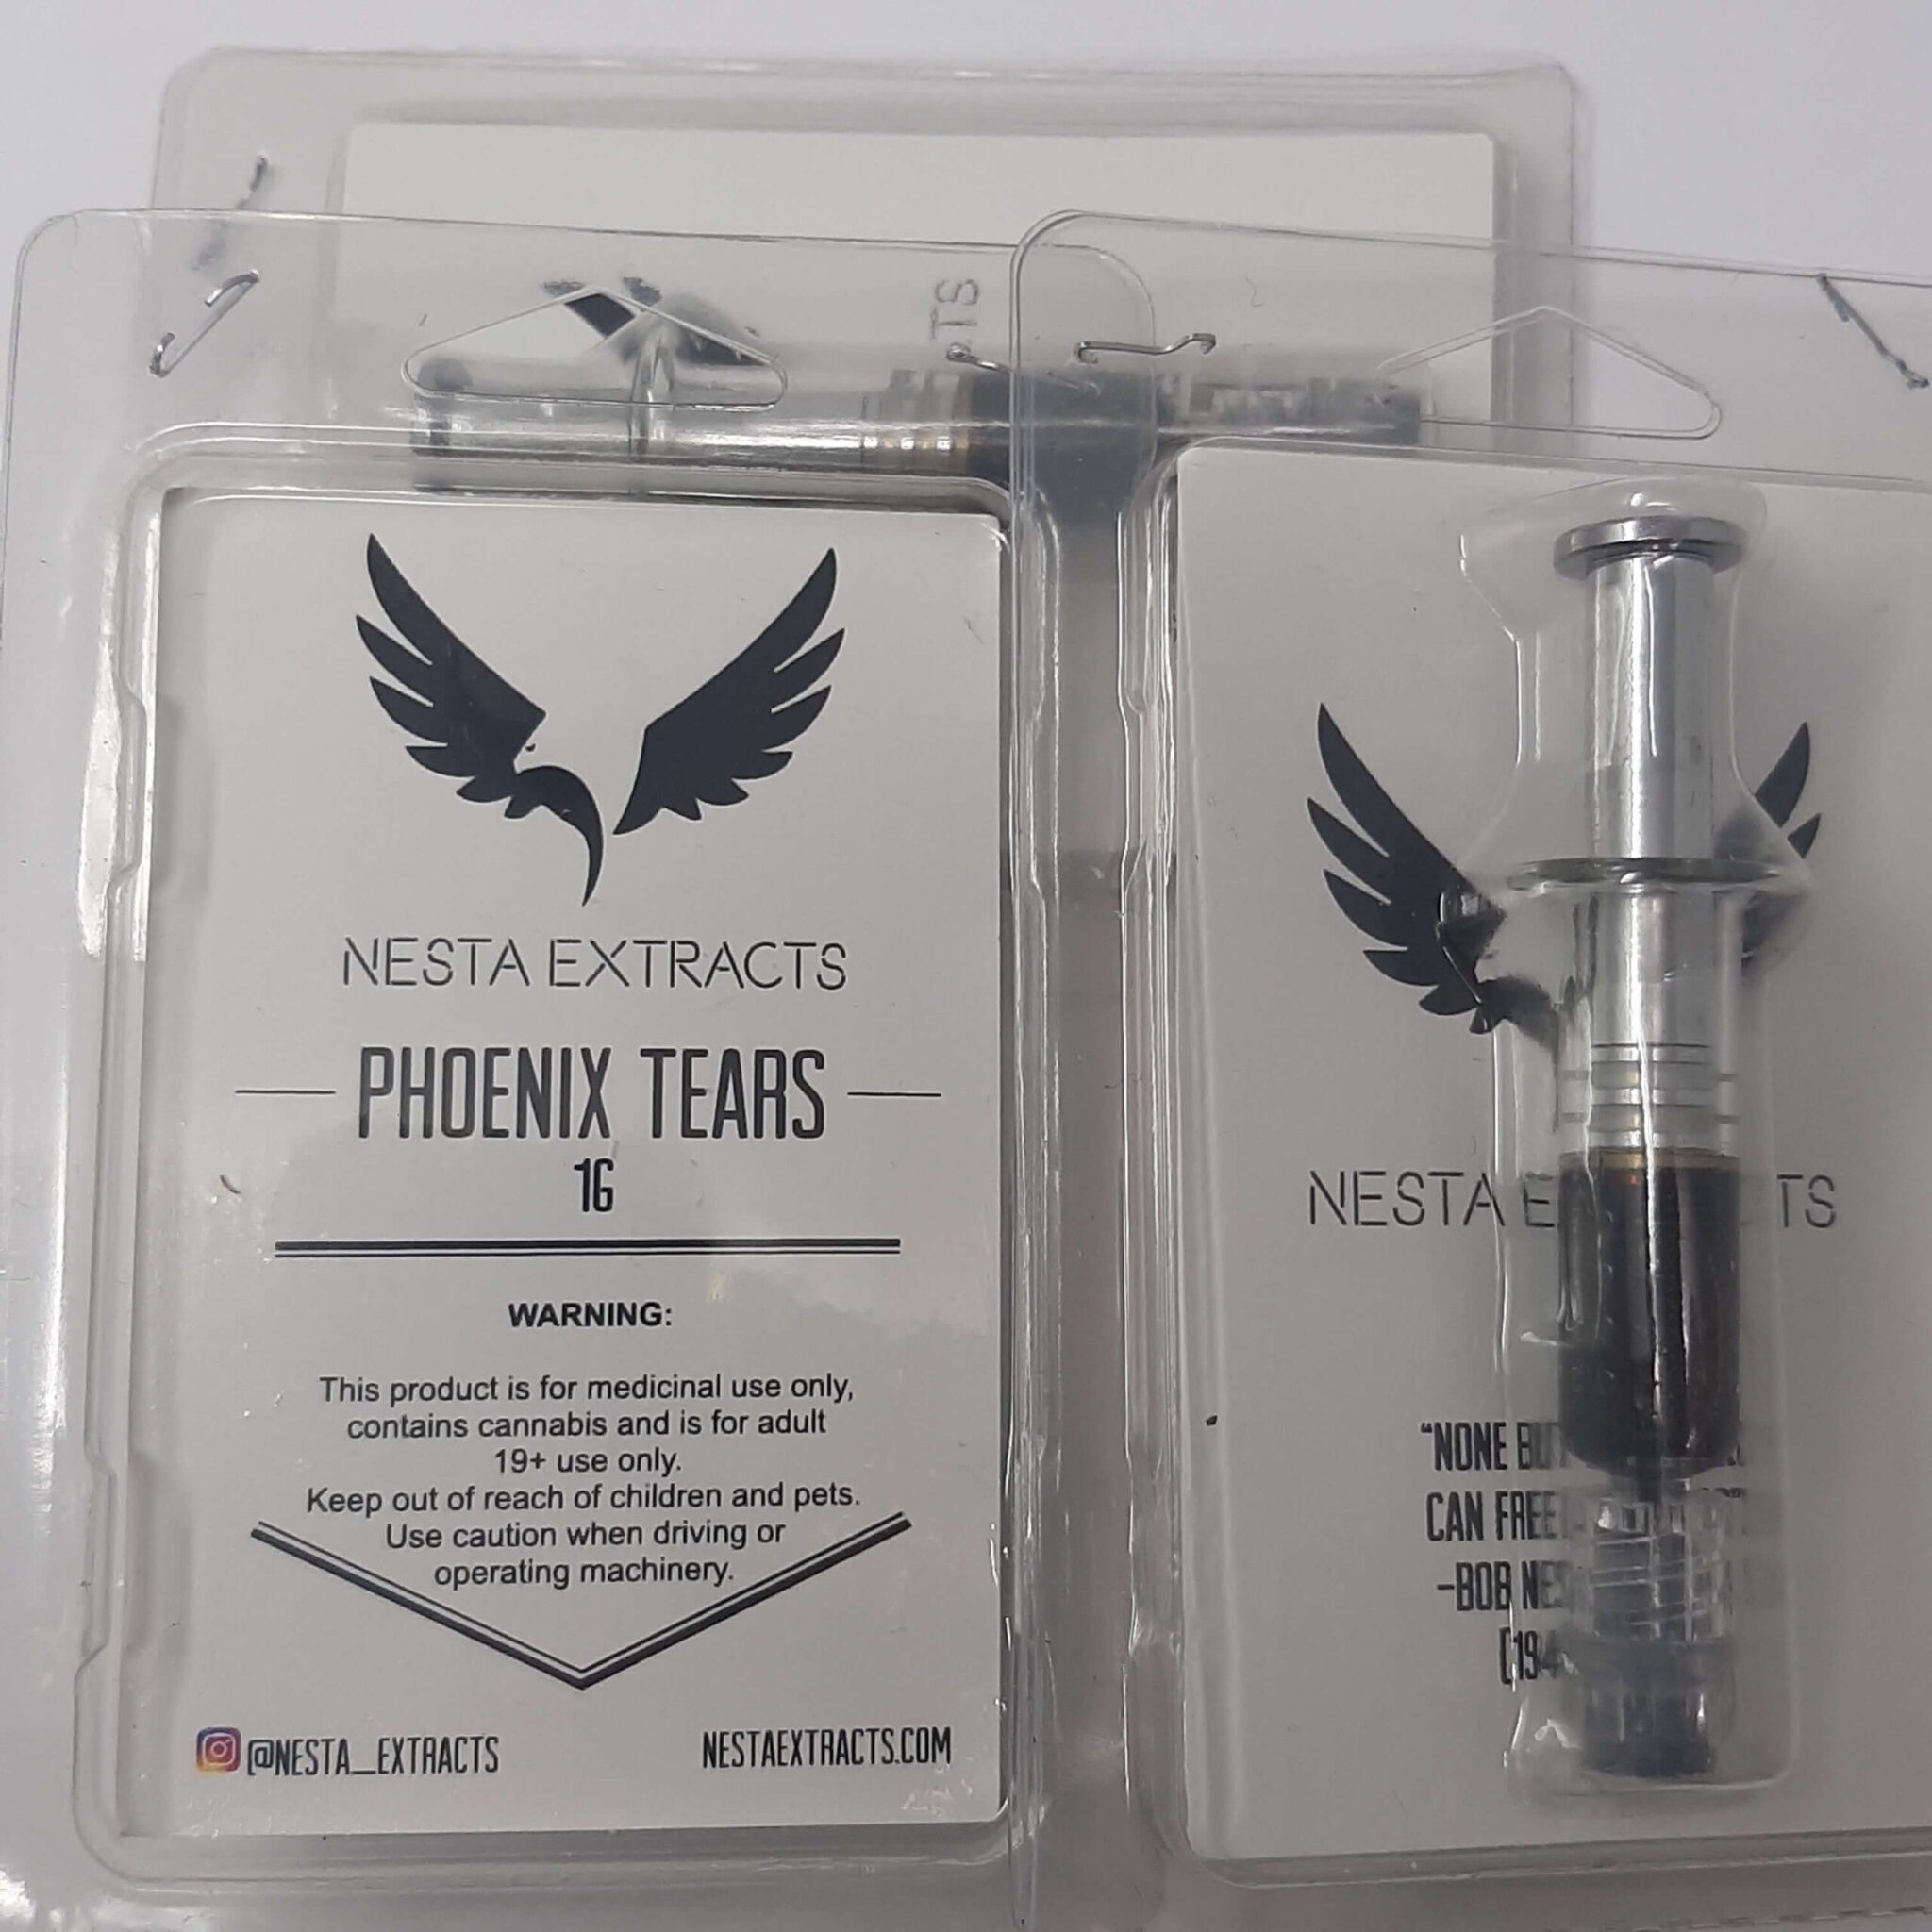 TS
NESTA EXTRACTS
PHOENIX TEARS
1G
WARNING:
This product is for medicinal use only,
contains cannabis and is for adult
19+ use only.
Keep out of reach of children and pets.
Use caution when driving or
operating machinery.
@NESTA_EXTRACTS
NESTAEXTRACTS.COM
NESTA E TS
"NONE
CAN FREE
-BOB